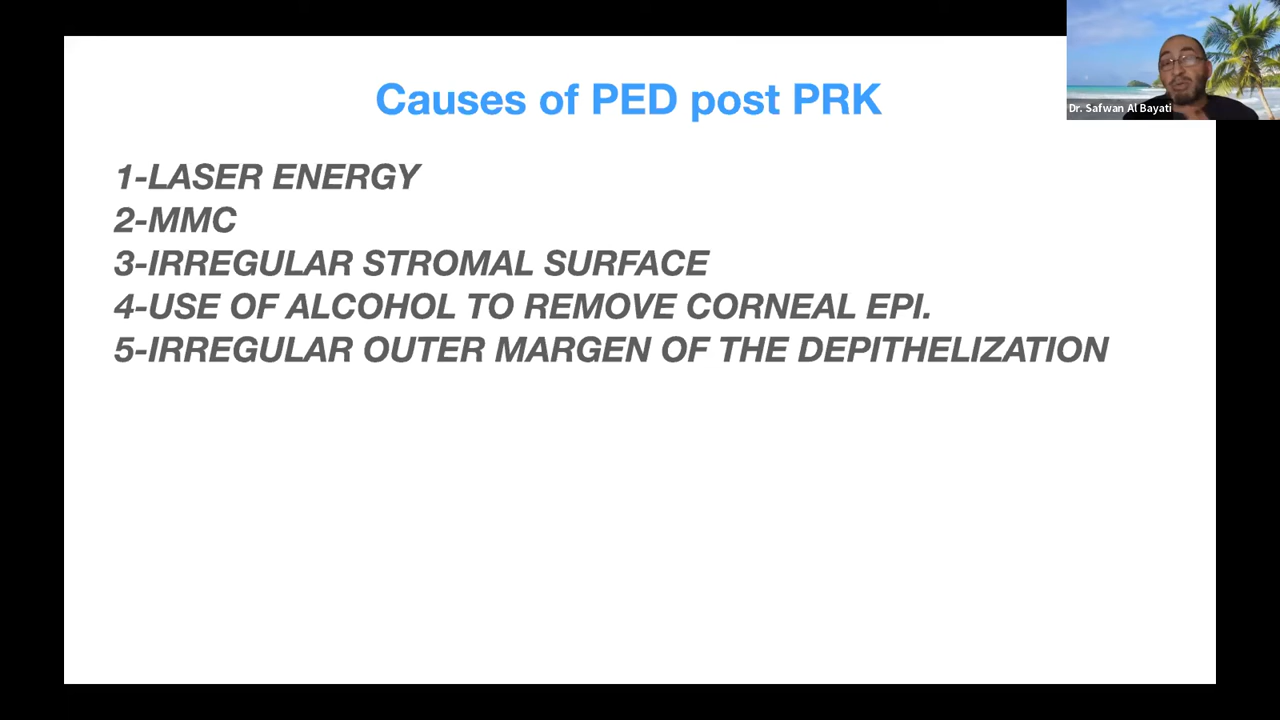 Causes of PED post PRK
Dr. Safwan Al Bayati
1-LASER ENERGY
2-MMC
3-IRREGULAR STROMAL SURFACE
4-USE OF ALCOHOL TO REMOVE CORNEAL EPI.
5-IRREGULAR OUTER MARGEN OF THE DEPITHELIZATION